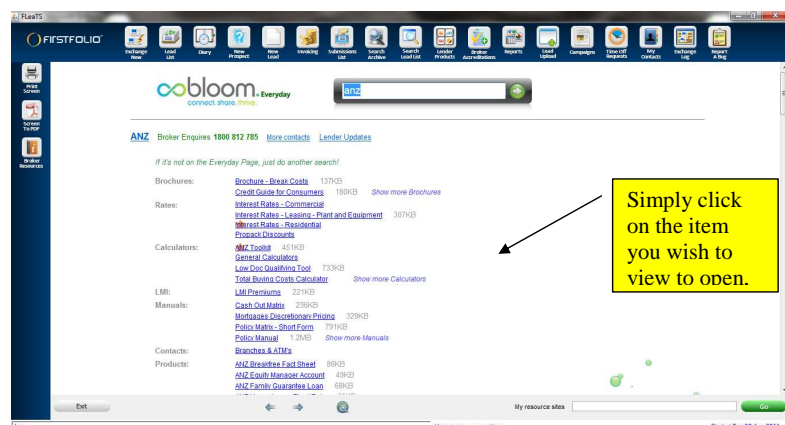 FLeaTS
FIRSTFOLIO
Exchange Now
Lead List
Diary
New Prospect
New Lead
Invoicing
Submissions List
Search Archive
Search Lead List
Lender Products
Broker Accreditations
Reports
Lead Upload
Campaigns
Time Off Requests
My Contacts
Exchange Log
Report A Bug
Print Screen
Screen To PDF
Broker Resources
bloom. Everyday
connect. share. thrive.
anz
ANZ Broker Enquires 1800 812 785 More contacts Lender Updates
If it's not on the Everyday Page, just do another search!
Brochures: Brochure - Break Costs 137KB
Credit Guide for Consumers 180KB Show more Brochures
Rates: Interest Rates - Commercial
Interest Rates - Leasing - Plant and Equipment 307KB
Interest Rates - Residential
Propack Discounts
Calculators: ANZ Toolkit 451KB
General Calculators
Low Doc Qualifying Tool 733KB
Total Buying Costs Calculator Show more Calculators
LMI: LMI Premiums 221KB
Manuals: Cash Out Matrix 236KB
Mortgages Discretionary Pricing 329KB
Policy Matrix - Short Form 791KB
Policy Manual 1.2MB Show more Manuals
Contacts: Branches & ATM's
Products: ANZ Breakfree Fact Sheet 86KB
ANZ Equity Manager Account 49KB
ANZ Family Guarantee Loan 68KB
Simply click
on the item
you wish to
view to open.
Exit
My resource sites
Go